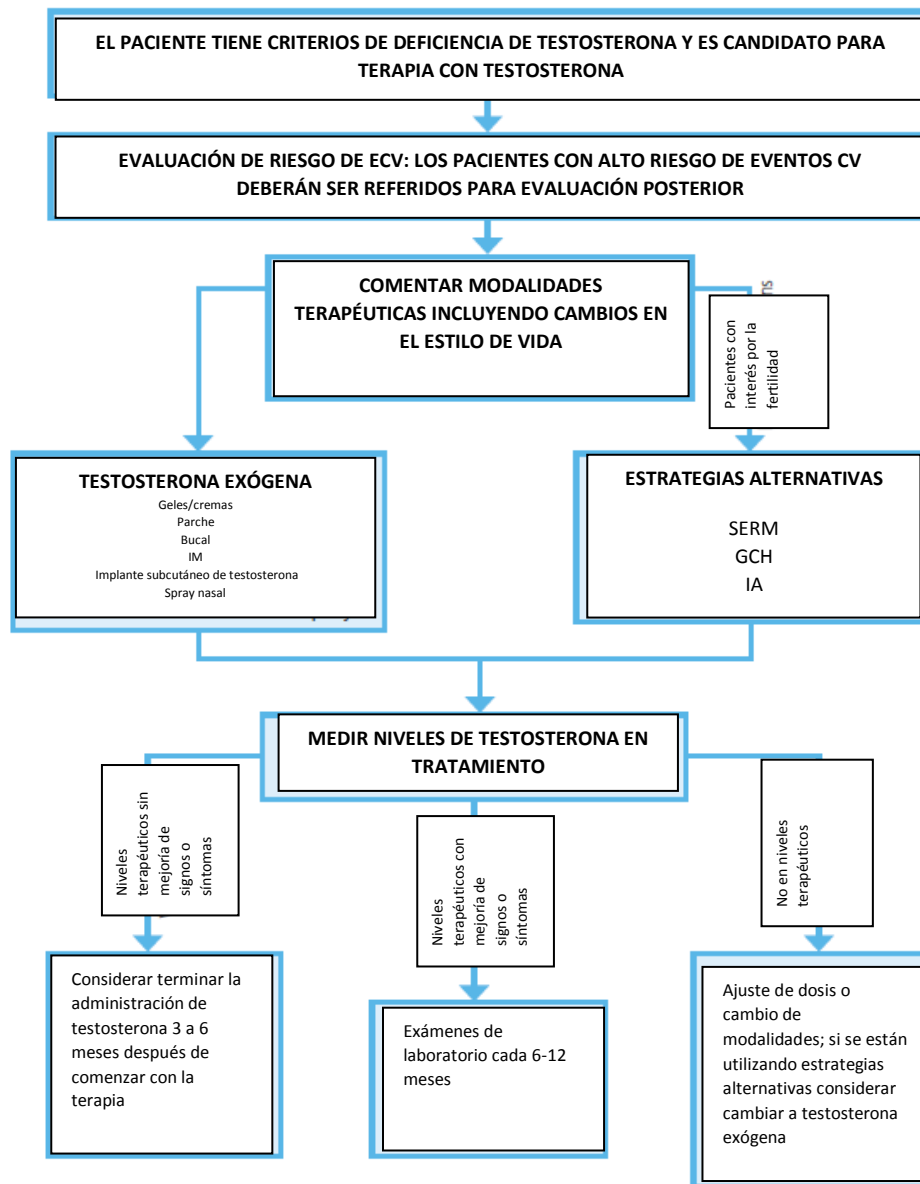 EL PACIENTE TIENE CRITERIOS DE DEFICIENCIA DE TESTOSTERONA Y ES CANDIDATO PARA
TERAPIA CON TESTOSTERONA
EVALUACIÓN DE RIESGO DE ECV: LOS PACIENTES CON ALTO RIESGO DE EVENTOS CV
DEBERÁN SER REFERIDOS PARA EVALUACIÓN POSTERIOR
COMENTAR MODALIDADES
TERAPÉUTICAS INCLUYENDO CAMBIOS EN
EL ESTILO DE VIDA
ns
Pacientes con
interés por la
fertilidad
TESTOSTERONA EXÓGENA
Geles/cremas
Parche
Bucal
IM
Implante subcutáneo de testosterona
Spray nasal
ESTRATEGIAS ALTERNATIVAS
SERM
GCH
IA
MEDIR NIVELES DE TESTOSTERONA EN
TRATAMIENTO
Niveles
terapéuticos sin
mejoría de
signos o
síntomas
Niveles
terapéuticos con
mejoría de
signos o
síntomas
No en niveles
terapéuticos
Considerar terminar la
administración de
testosterona 3 a 6
meses después de
comenzar con la
terapia
Exámenes de
laboratorio cada 6-12
meses
Ajuste de dosis o
cambio de
modalidades; si se están
utilizando estrategias
alternativas considerar
cambiar a testosterona
exógena